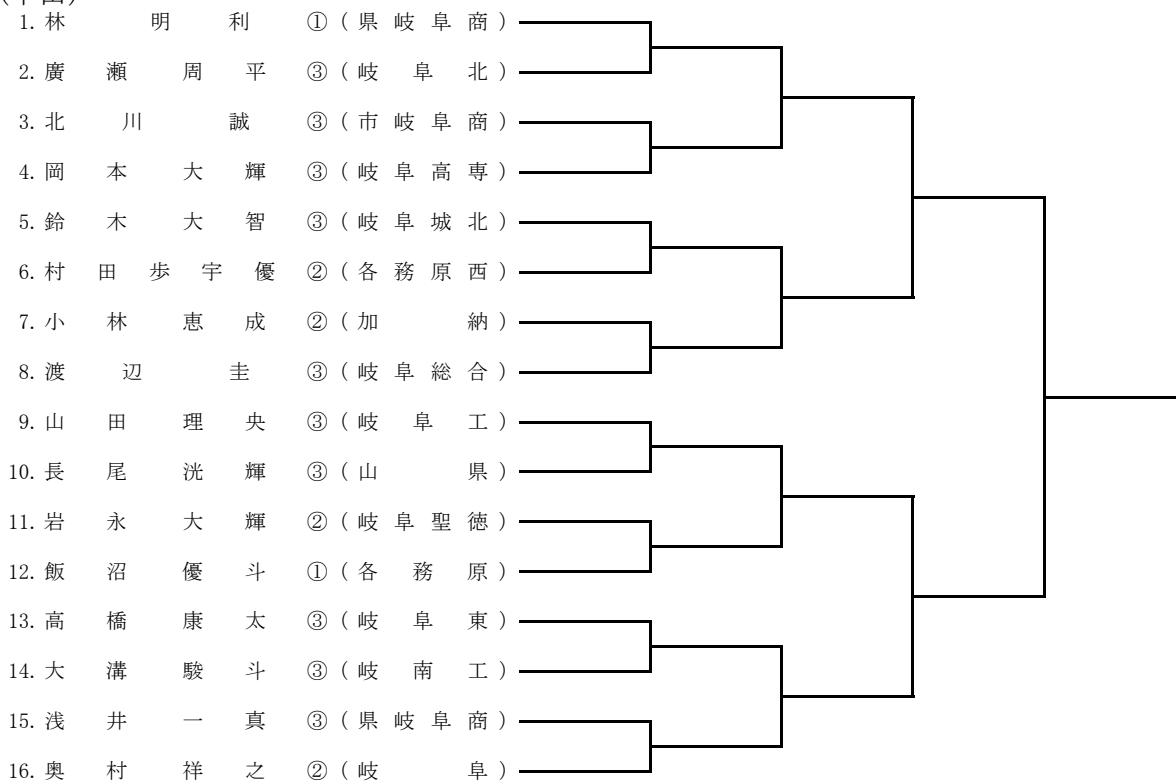 1. 林 明 利 ① ( 県 岐 阜 商 )
2. 廣 瀬 周 平 ③ ( 岐 阜 北 )
3. 北 川 誠 ③ ( 市 岐 阜 商 )
4. 岡 本 大 輝 ③ ( 岐 阜 高 専 )
5. 鈴 木 大 智 ③ ( 岐 阜 城 北 )
6. 村 田 歩 宇 優 ② ( 各 務 原 西 )
7. 小 林 恵 成 ② ( 加 納 )
8. 渡 辺 圭 ③ ( 岐 阜 総 合 )
9. 山 田 理 央 ③ ( 岐 阜 工 )
10. 長 尾 洸 輝 ③ ( 山 県 )
11. 岩 永 大 輝 ② ( 岐 阜 聖 徳 )
12. 飯 沼 優 斗 ① ( 各 務 原 )
13. 高 橋 康 太 ③ ( 岐 阜 東 )
14. 大 溝 駿 斗 ③ ( 岐 南 工 )
15. 浅 井 一 真 ③ ( 県 岐 阜 商 )
16. 奥 村 祥 之 ② ( 岐 阜 )